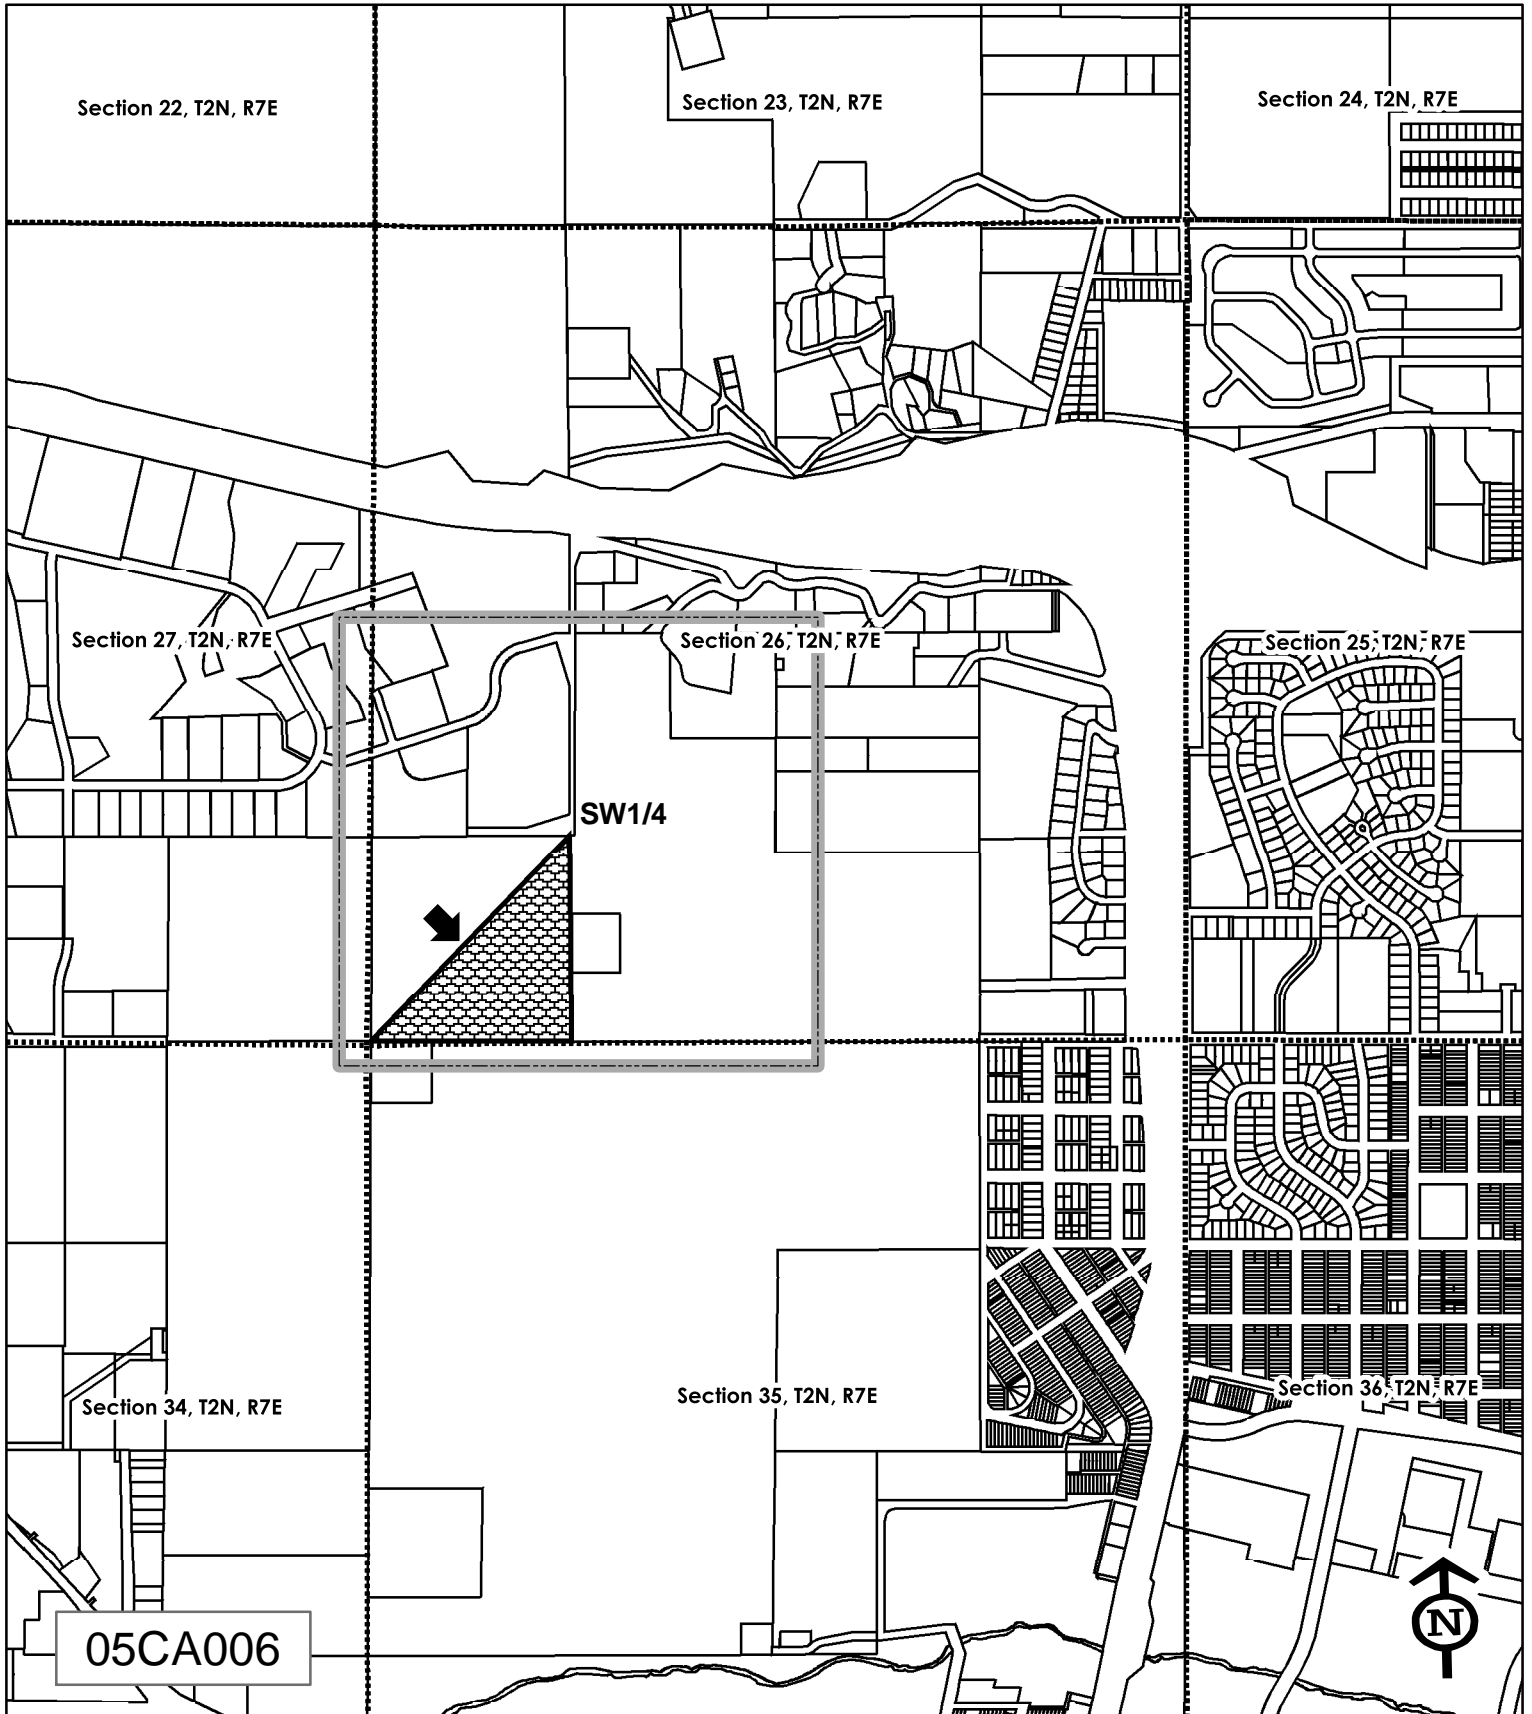 Section 22, T2N, R7E
Section 23, T2N, R7E
Section 24, T2N, R7E
Section 27, T2N, R7E
Section 26, T2N, R7E
Section 25, T2N, R7E
SW1/4
Section 34, T2N, R7E
Section 35, T2N, R7E
Section 36, T2N, R7E
05CA006
N